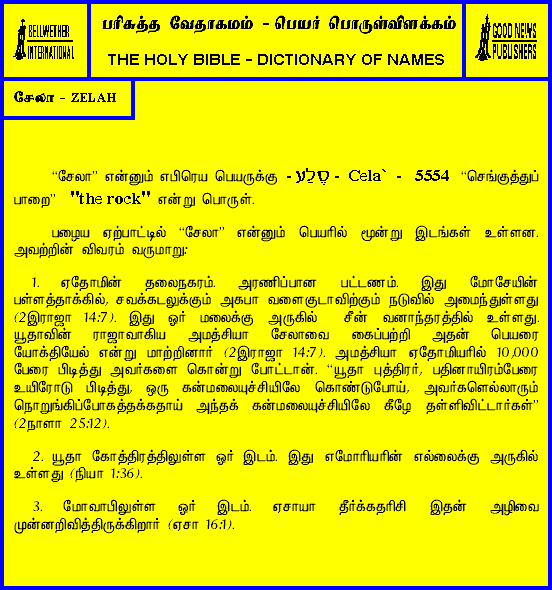 BELLWETHER
INTERNATIONAL
பரிசுத்த வேதாகமம் - பெயர் பொருள்விளக்கம்
THE HOLY BIBLE - DICTIONARY OF NAMES
GOOD NEWS
PUBLISHERS
சேலா - ZELAH
“சேலா” என்னும் எபிரெய பெயருக்கு - סֶלַע - Cela` - 5554 “செங்குத்துப்
பாறை” "the rock" என்று பொருள்.
பழைய ஏற்பாட்டில் “சேலா” என்னும் பெயரில் மூன்று இடங்கள் உள்ளன.
அவற்றின் விவரம் வருமாறு:
1. ஏதோமின் தலைநகரம். அரணிப்பான பட்டணம். இது மோசேயின்
பள்ளத்தாக்கில், சவக்கடலுக்கும் அகபா வளைகுடாவிற்கும் நடுவில் அமைந்துள்ளது
(2இராஜா 14:7). இது ஓர் மலைக்கு அருகில் சீன் வனாந்தரத்தில் உள்ளது.
யூதாவின் ராஜாவாகிய அமத்சியா சேலாவை கைப்பற்றி அதன் பெயரை
யோக்தியேல் என்று மாற்றினார் (2இராஜா 14:7). அமத்சியா ஏதோமியரில் 10,000
பேரை பிடித்து அவர்களை கொன்று போட்டான். “யூதா புத்திரர், பதினாயிரம்பேரை
உயிரோடு பிடித்து, ஒரு கன்மலையுச்சியிலே கொண்டுபோய், அவர்களெல்லாரும்
நொறுங்கிப்போகத்தக்கதாய் அந்தக் கன்மலையுச்சியிலே கீழே தள்ளிவிட்டார்கள்”
(2நாளா 25:12).
2. யூதா கோத்திரத்திலுள்ள ஓர் இடம். இது எமோரியரின் எல்லைக்கு அருகில்
உள்ளது (நியா 1:36).
3. மோவாபிலுள்ள ஓர் இடம். ஏசாயா தீர்க்கதரிசி இதன் அழிவை
முன்னறிவித்திருக்கிறார் (ஏசா 16:1).